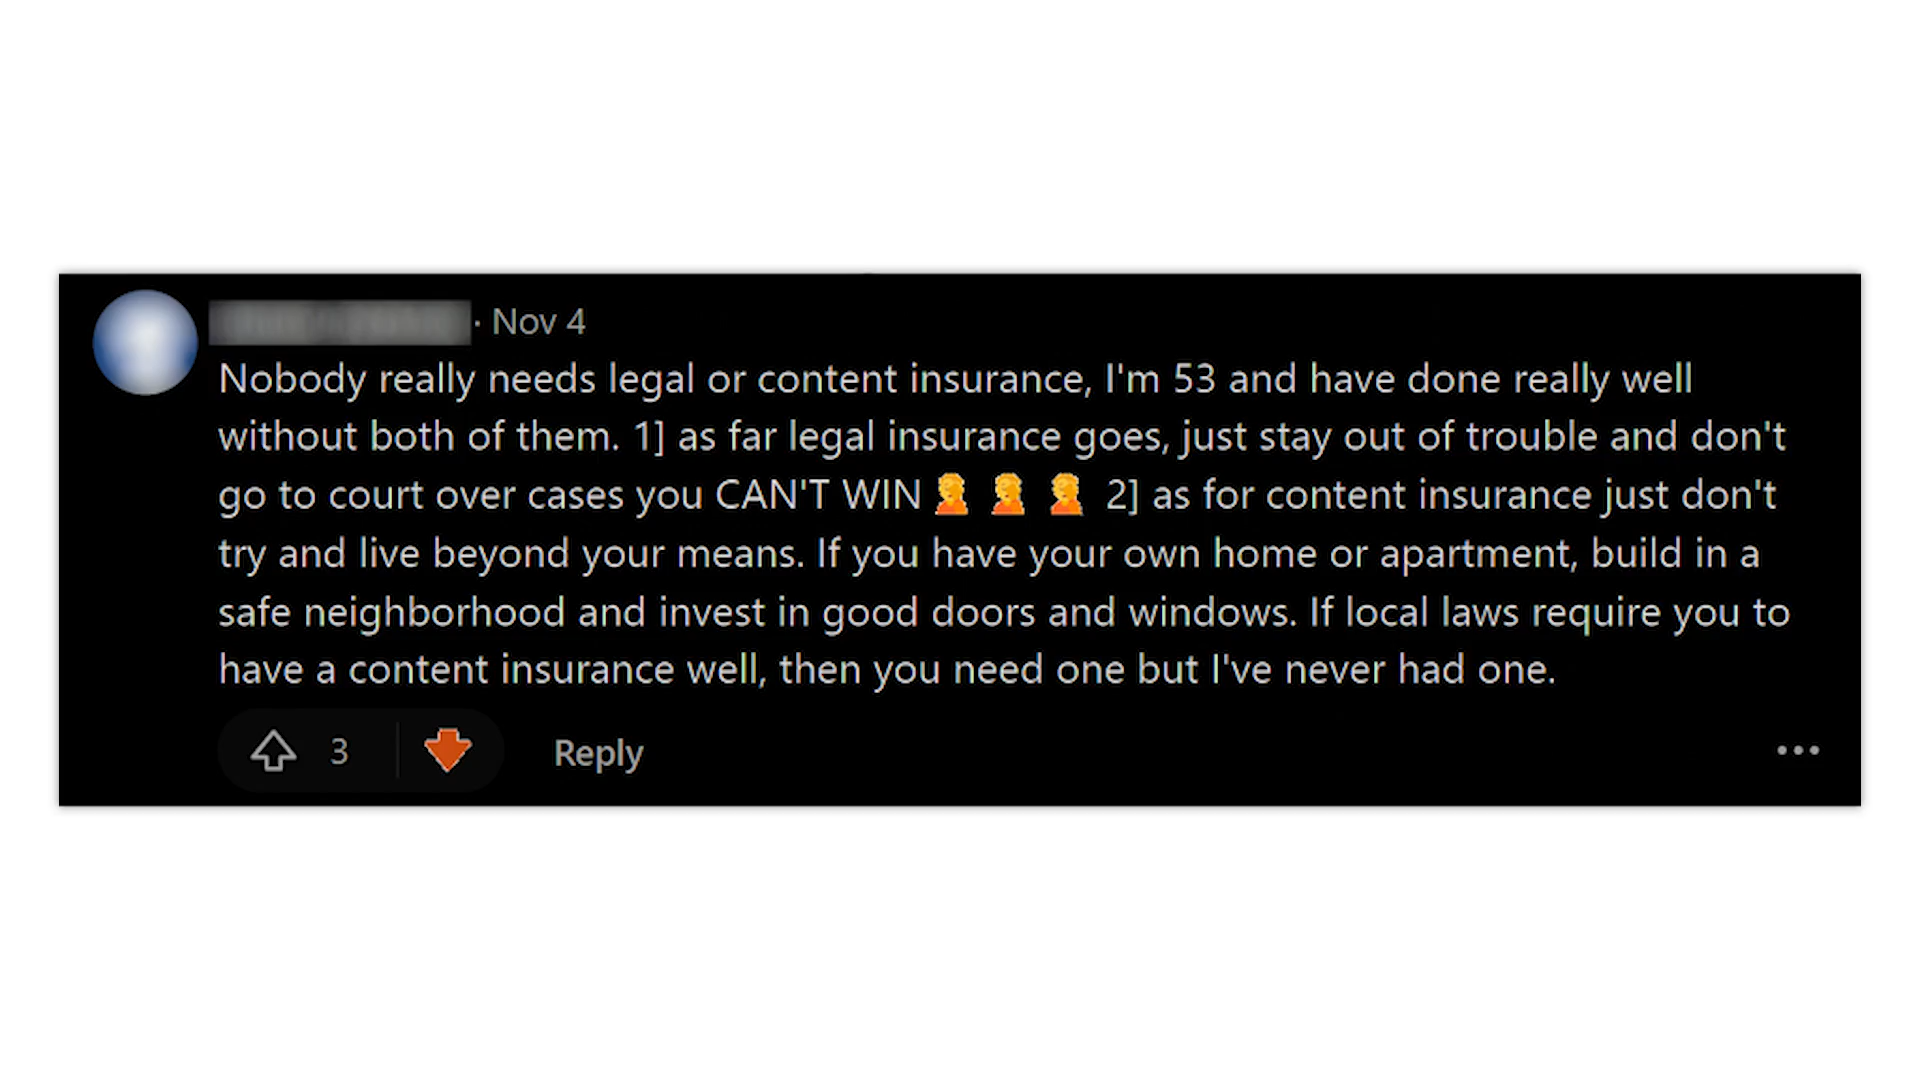 · Nov 4
Nobody really needs legal or content insurance, I'm 53 and have done really well
without both of them. 1] as far legal insurance goes, just stay out of trouble and don't
go to court over cases you CAN'T WIN🤦🤦🤦 2] as for content insurance just don't
try and live beyond your means. If you have your own home or apartment, build in a
safe neighborhood and invest in good doors and windows. If local laws require you to
have a content insurance well, then you need one but I've never had one.
3 Reply